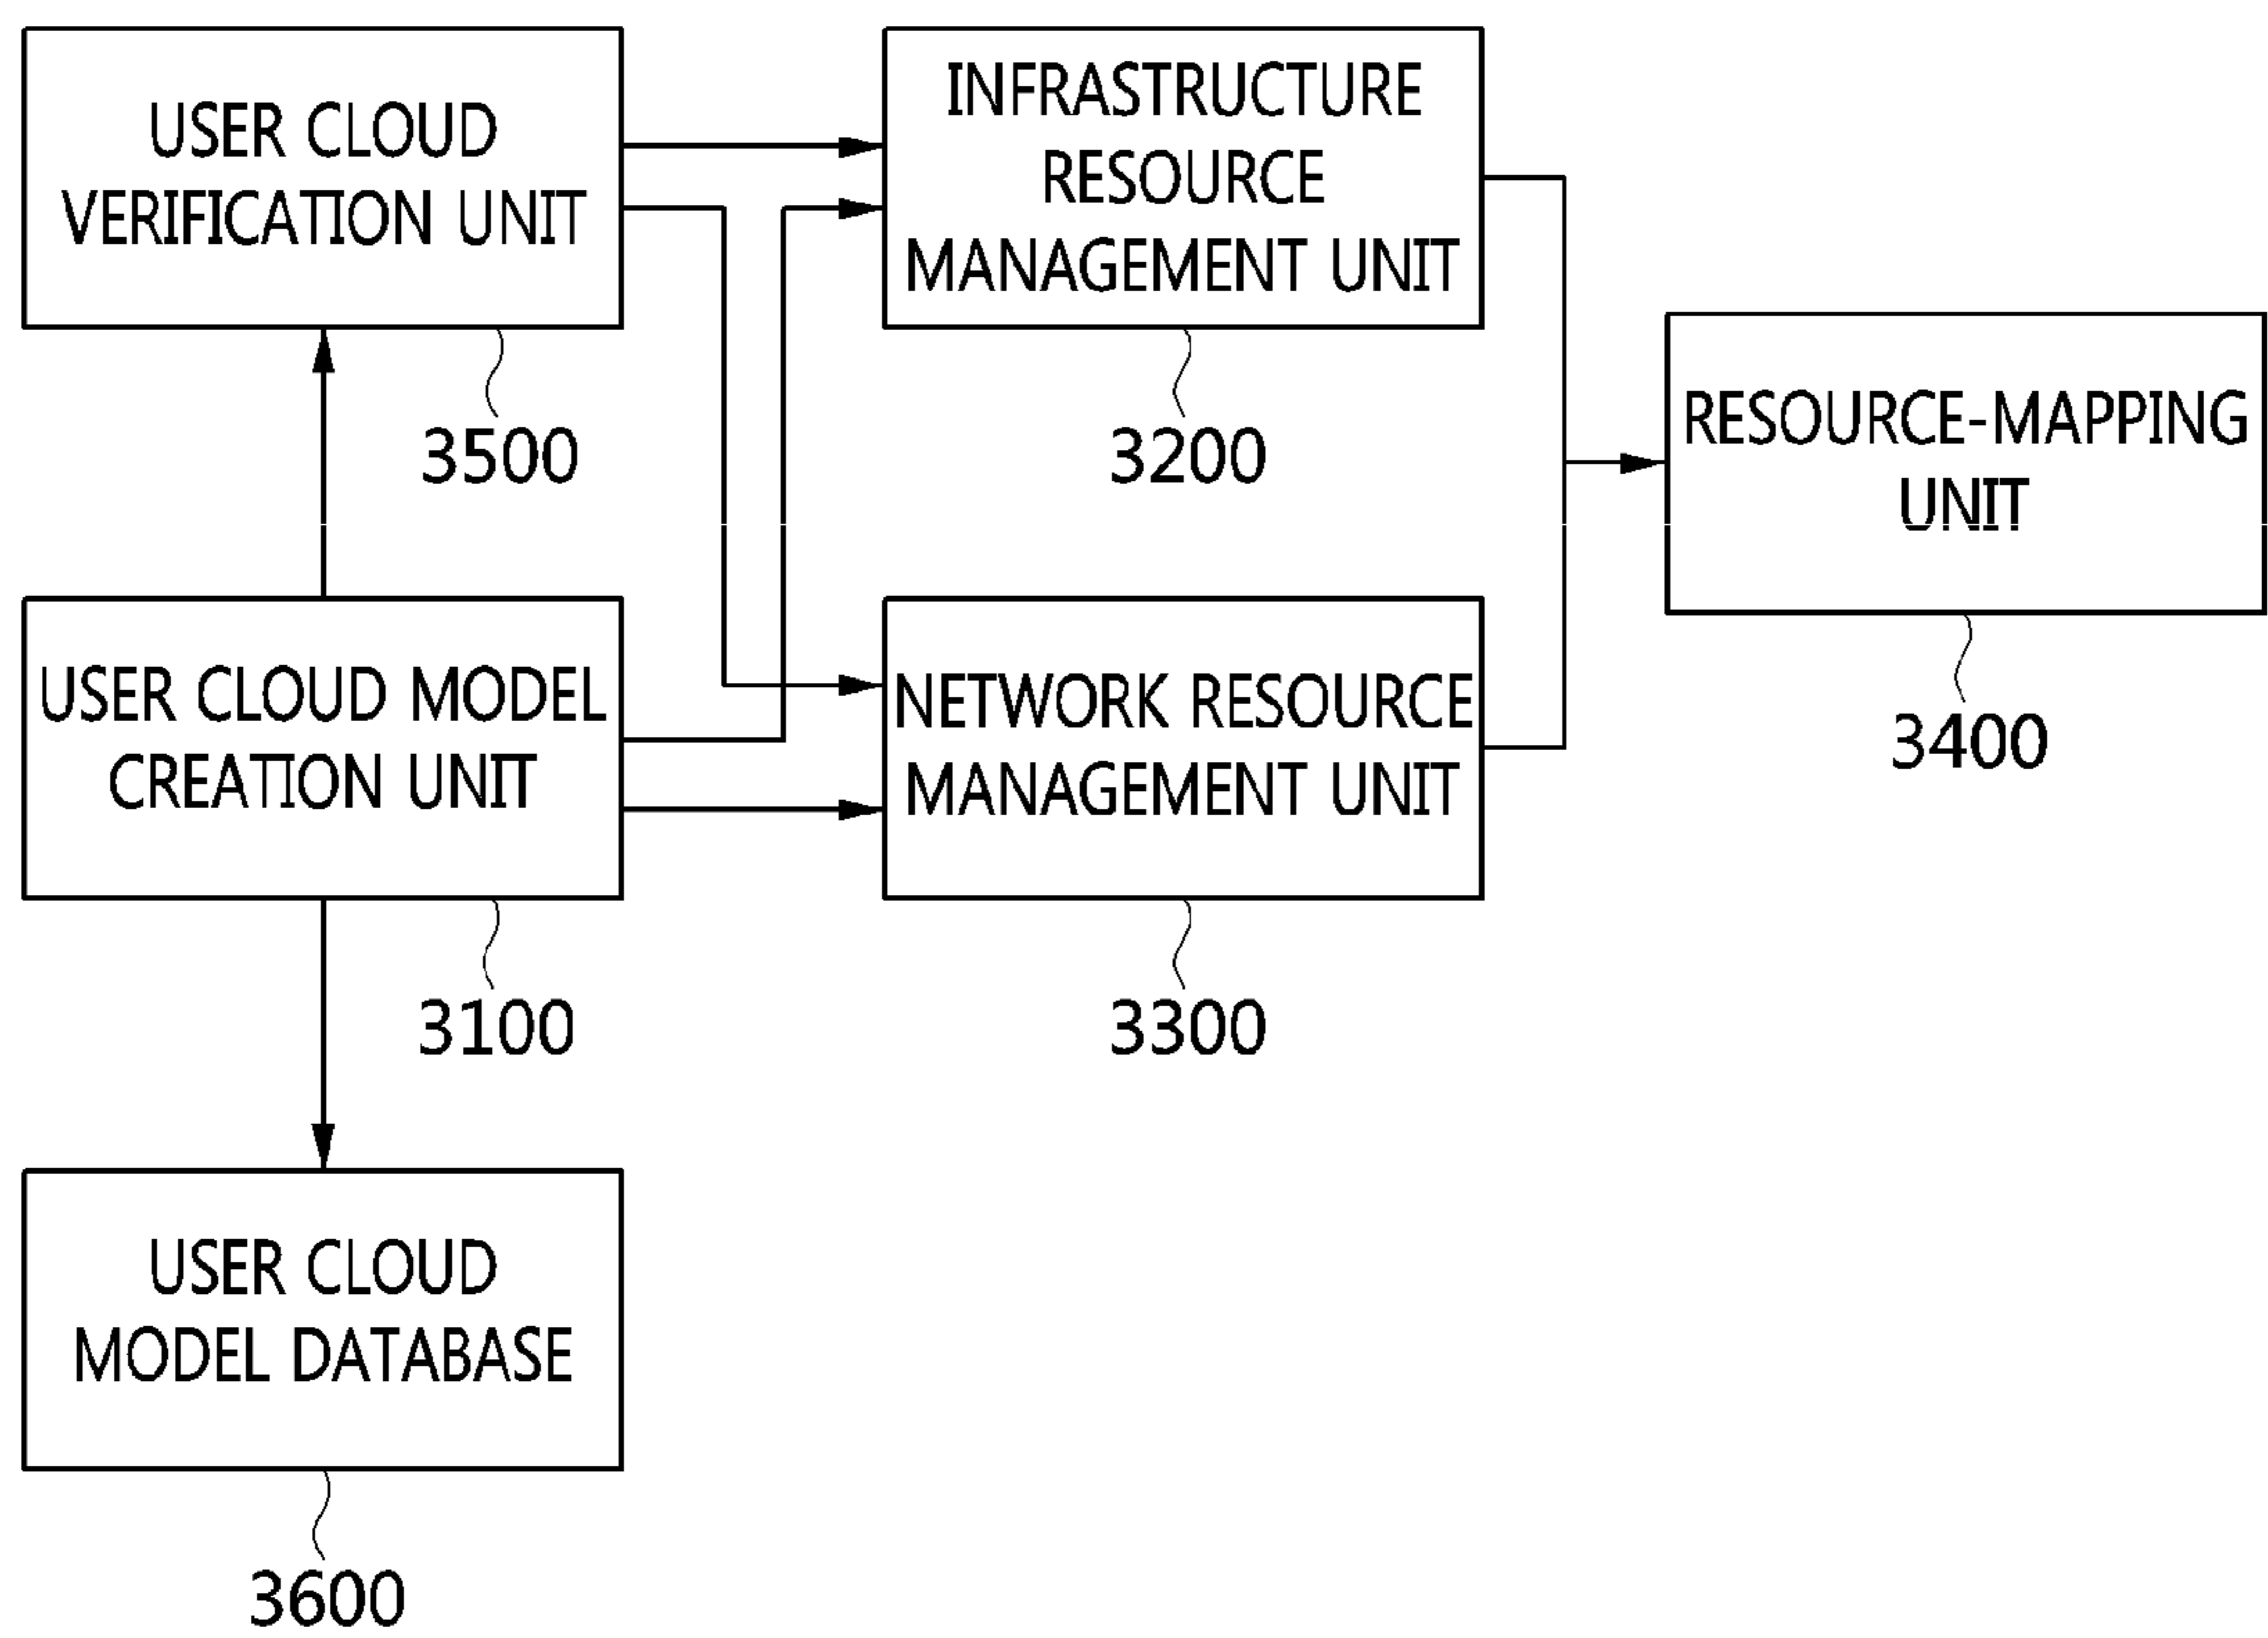 USER CLOUD
VERIFICATION UNIT
3500
INFRASTRUCTURE
RESOURCE
MANAGEMENT UNIT
3200
RESOURCE-MAPPING
UNIT
3400
USER CLOUD MODEL
CREATION UNIT
3100
NETWORK RESOURCE
MANAGEMENT UNIT
3300
USER CLOUD
MODEL DATABASE
3600